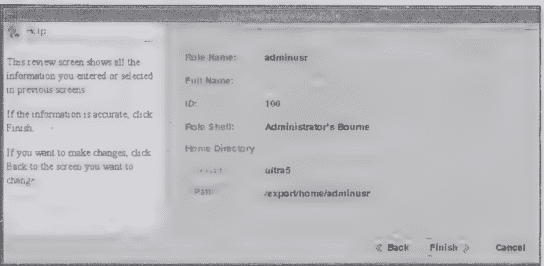 Help
This review screen shows all the
information you entered or selected
in previous screens
If the information is accurate, click
Finish.
If you want to make changes, click
Back to the screen you want to
change
Role Name: adminusr
Full Name:
ID: 100
Role Shell: Administrator's Bourne
Home Directory
ultra5
Path: /export/home/adminusr
« Back Finish » Cancel